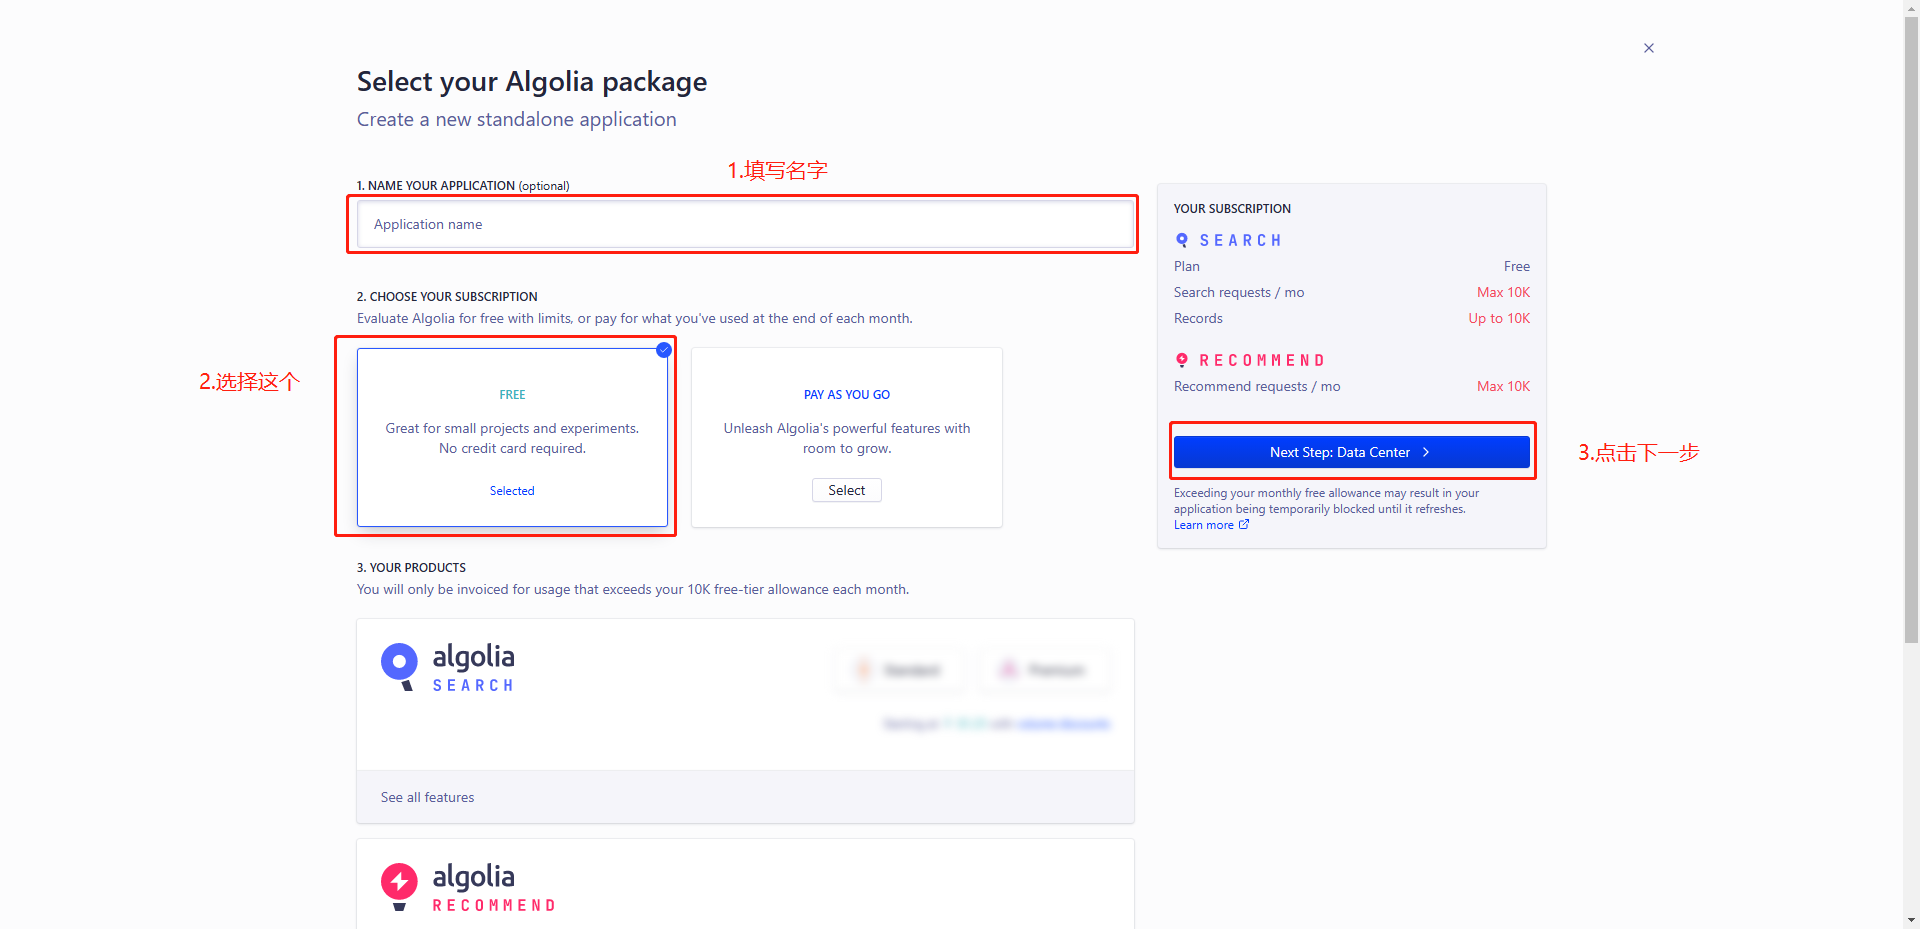 Select your Algolia package
Create a new standalone application
1.填写名字
1. NAME YOUR APPLICATION (optional)
Application name
2. CHOOSE YOUR SUBSCRIPTION
Evaluate Algolia for free with limits, or pay for what you've used at the end of each month.
2.选择这个
FREE
Great for small projects and experiments.
No credit card required.
Selected
PAY AS YOU GO
Unleash Algolia's powerful features with
room to grow.
Select
YOUR SUBSCRIPTION
SEARCH
Plan Free
Search requests / mo Max 10K
Records Up to 10K
RECOMMEND
Recommend requests / mo Max 10K
Next Step: Data Center
3.点击下一步
Exceeding your monthly free allowance may result in your
application being temporarily blocked until it refreshes.
Learn more
3. YOUR PRODUCTS
You will only be invoiced for usage that exceeds your 10K free-tier allowance each month.
algolia
SEARCH
Standard
Premium
See all features
algolia
RECOMMEND